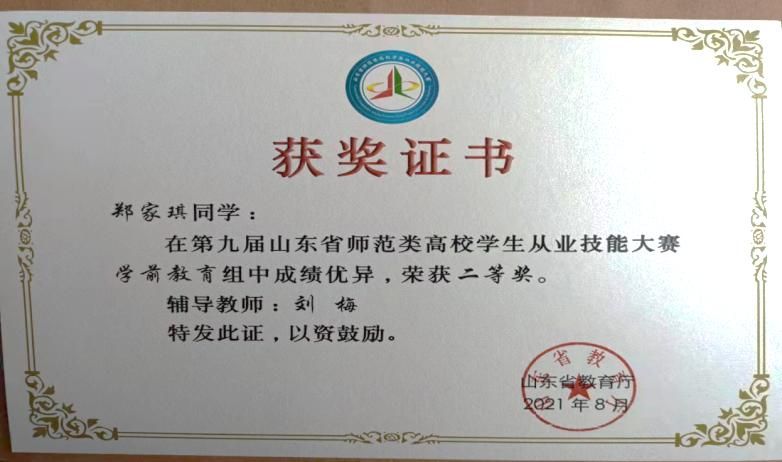 获奖证书
郑家琪同学：
在第九届山东省师范类高校学生从业技能大赛
学前教育组中成绩优异，荣获二等奖。
辅导教师：刘 梅
特发此证，以资鼓励。
山东省教育厅
2021年8月